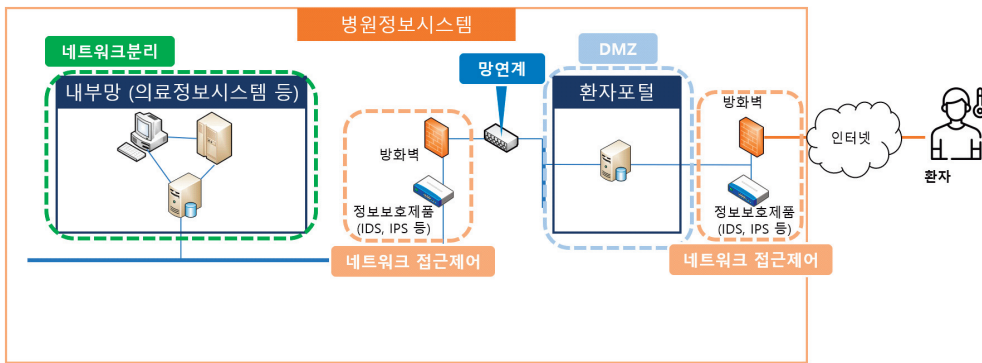 병원정보시스템
네트워크분리
DMZ
망연계
내부망 (의료정보시스템 등)
환자포털
방화벽
방화벽
인터넷
환자
정보보호제품
(IDS, IPS 등)
정보보호제품
(IDS, IPS 등)
네트워크 접근제어
네트워크 접근제어